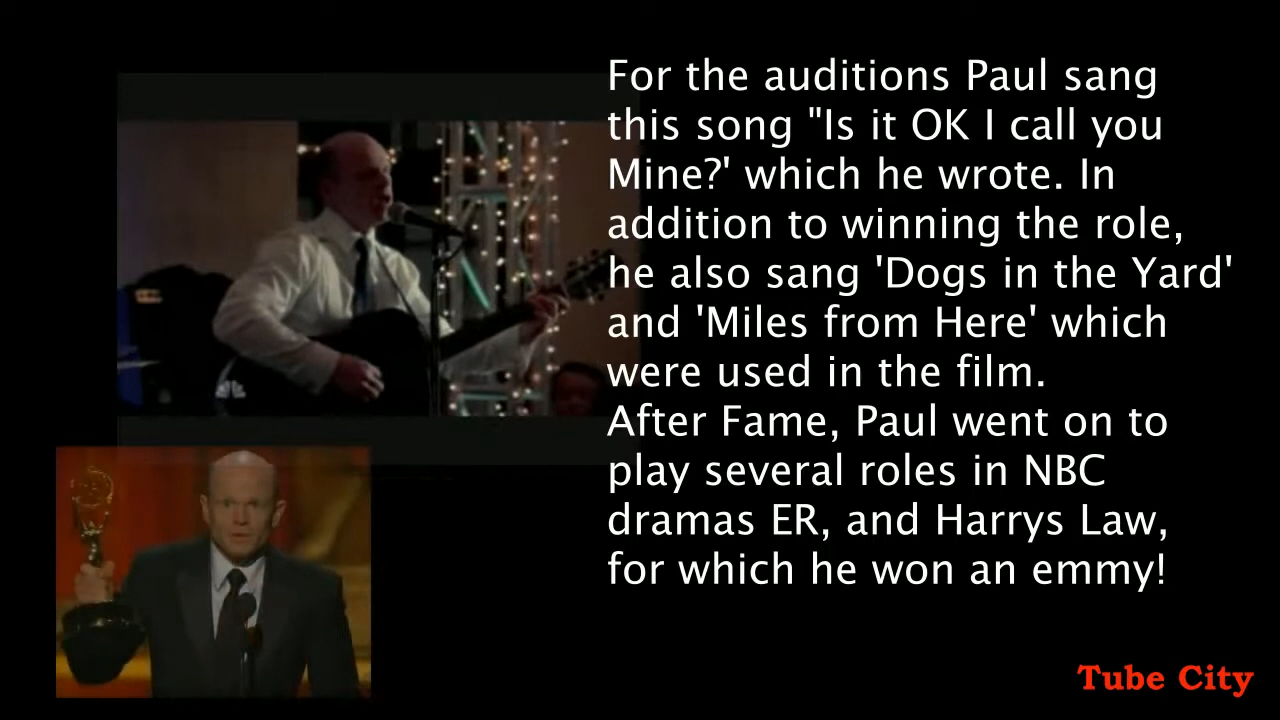 For the auditions Paul sang
this song "Is it OK I call you
Mine?' which he wrote. In
addition to winning the role,
he also sang 'Dogs in the Yard'
and 'Miles from Here' which
were used in the film.
After Fame, Paul went on to
play several roles in NBC
dramas ER, and Harrys Law,
for which he won an emmy!
Tube City